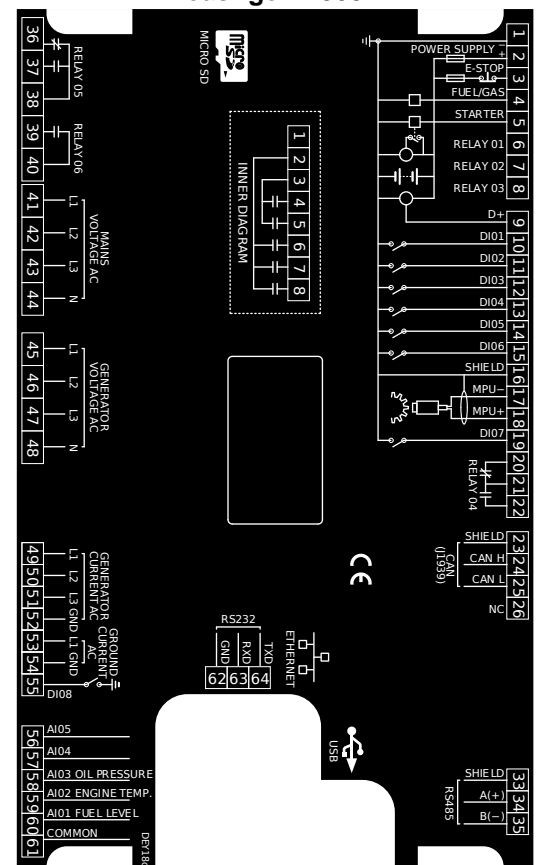 36
37
38
RELAY 05
39
40
RELAY 06
41
L1
42
L2
43
L3
44
N
MAINS
VOLTAGE AC
45
L1
46
L2
47
L3
48
N
GENERATOR
VOLTAGE AC
49
L1
50
L2
51
L3
52
GND
GENERATOR
CURRENT AC
53
L1
54
GND
GROUND
CURRENT
AC
55
DI08
56
AI05
57
AI04
58
AI03 OIL PRESSURE
59
AI02 ENGINE TEMP.
60
AI01 FUEL LEVEL
61
COMMON
micro
SD
MICRO SD
INNER DIAGRAM
1
2
3
4
5
6
7
8
RS232
GND
RXD
TXD
62
63
64
ETHERNET
CE
USB
1
POWER SUPPLY
−
+
2
E-STOP
3
FUEL/GAS
4
STARTER
5
RELAY 01
6
RELAY 02
7
RELAY 03
8
D+
9
DI01
10
DI02
11
DI03
12
DI04
13
DI05
14
DI06
15
SHIELD
16
MPU−
17
MPU+
18
DI07
19
20
21
22
RELAY 04
SHIELD
23
CAN H
24
CAN L
25
NC
26
CAN
(J1939)
SHIELD
33
A(+)
34
B(−)
35
RS485